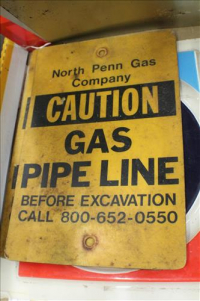 North Penn Gas
Company
CAUTION
GAS
PIPE LINE
BEFORE EXCAVATION
CALL 800-652-0550